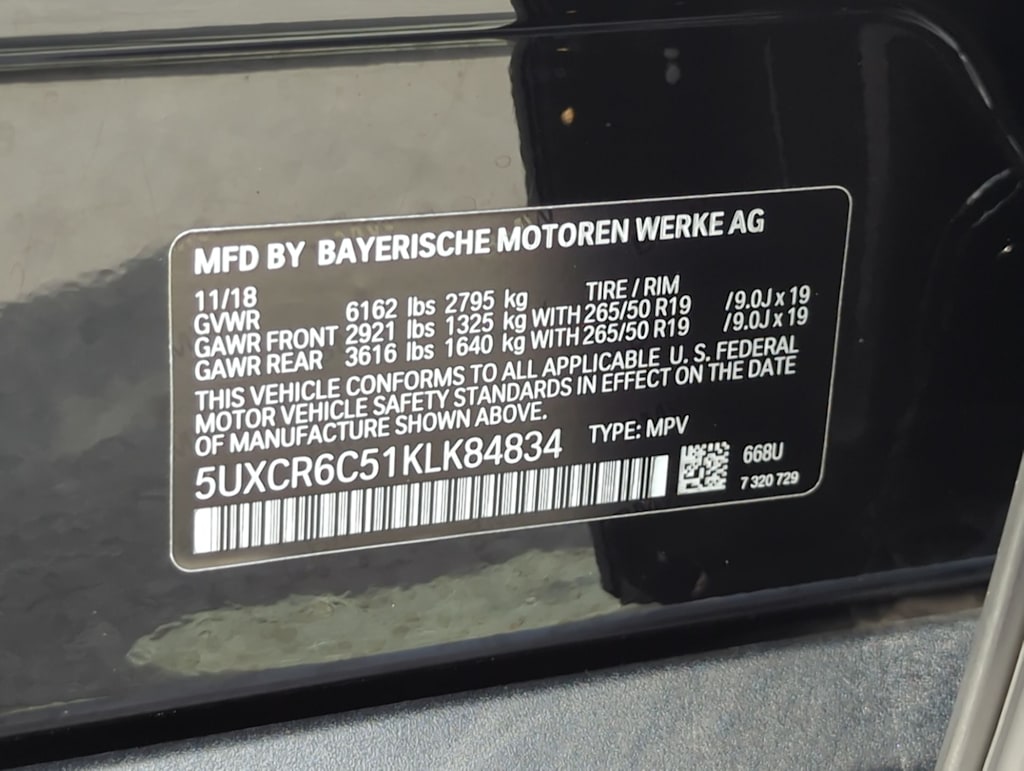 MFD BY BAYERISCHE MOTOREN WERKE AG
11/18 TIRE / RIM
GVWR 6162 lbs 2795 kg
GAWR FRONT 2921 lbs 1325 kg WITH 265/50 R19 /9.0J x 19
GAWR REAR 3616 lbs 1640 kg WITH 265/50 R19 /9.0J x 19
THIS VEHICLE CONFORMS TO ALL APPLICABLE U. S. FEDERAL
MOTOR VEHICLE SAFETY STANDARDS IN EFFECT ON THE DATE
OF MANUFACTURE SHOWN ABOVE.
5UXCR6C51KLK84834 TYPE: MPV
668U
7 320 729